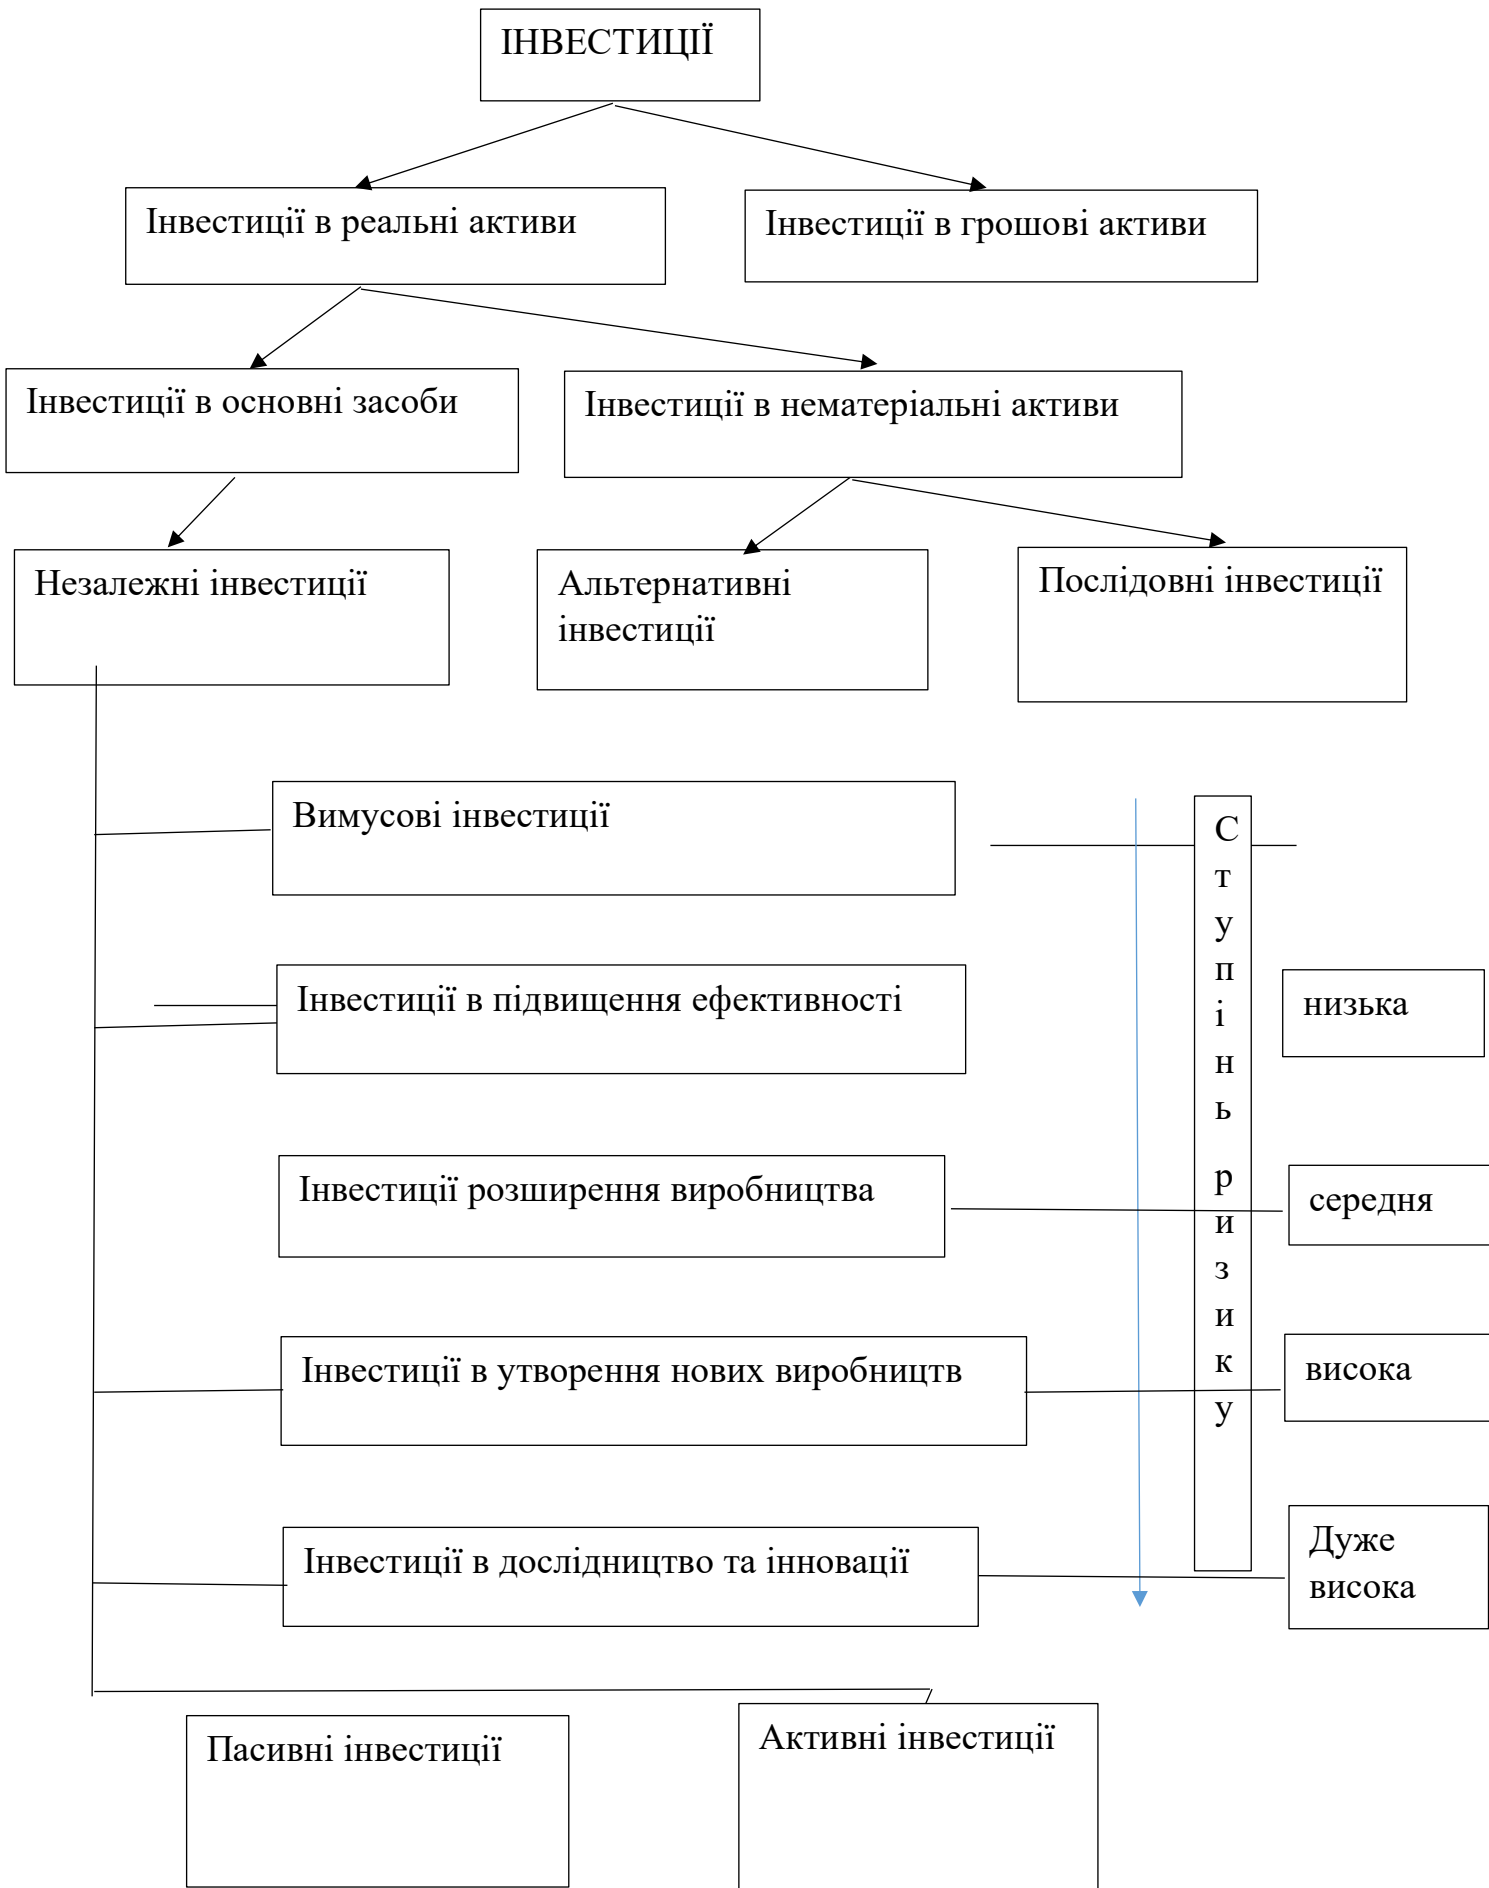 ІНВЕСТИЦІЇ
Інвестиції в реальні активи
Інвестиції в грошові активи
Інвестиції в основні засоби
Інвестиції в нематеріальні активи
Незалежні інвестиції
Альтернативні
інвестиції
Послідовні інвестиції
Вимусові інвестиції
Ступінь ризику
Інвестиції в підвищення ефективності
низька
Інвестиції розширення виробництва
середня
Інвестиції в утворення нових виробництв
висока
Інвестиції в дослідництво та інновації
Дуже
висока
Пасивні інвестиції
Активні інвестиції